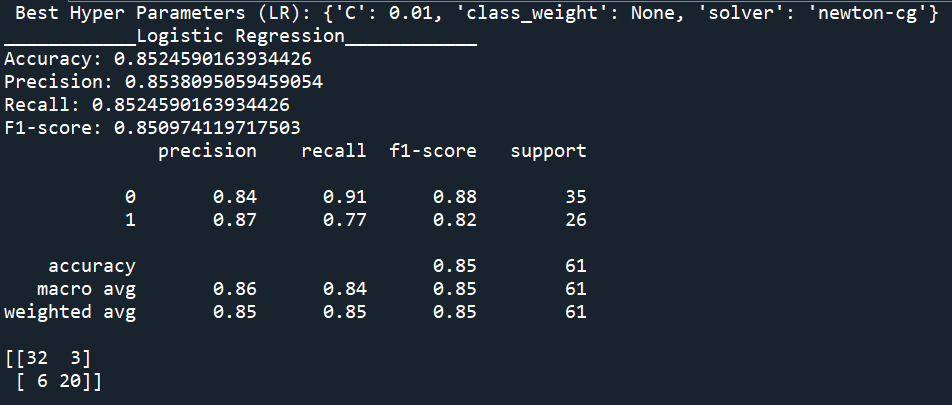 Best Hyper Parameters (LR): {'C': 0.01, 'class_weight': None, 'solver': 'newton-cg'}
____________Logistic Regression____________
Accuracy: 0.8524590163934426
Precision: 0.8538095059459054
Recall: 0.8524590163934426
F1-score: 0.850974119717503
precision recall f1-score support
0 0.84 0.91 0.88 35
1 0.87 0.77 0.82 26
accuracy 0.85 61
macro avg 0.86 0.84 0.85 61
weighted avg 0.85 0.85 0.85 61
[[32 3]
[ 6 20]]